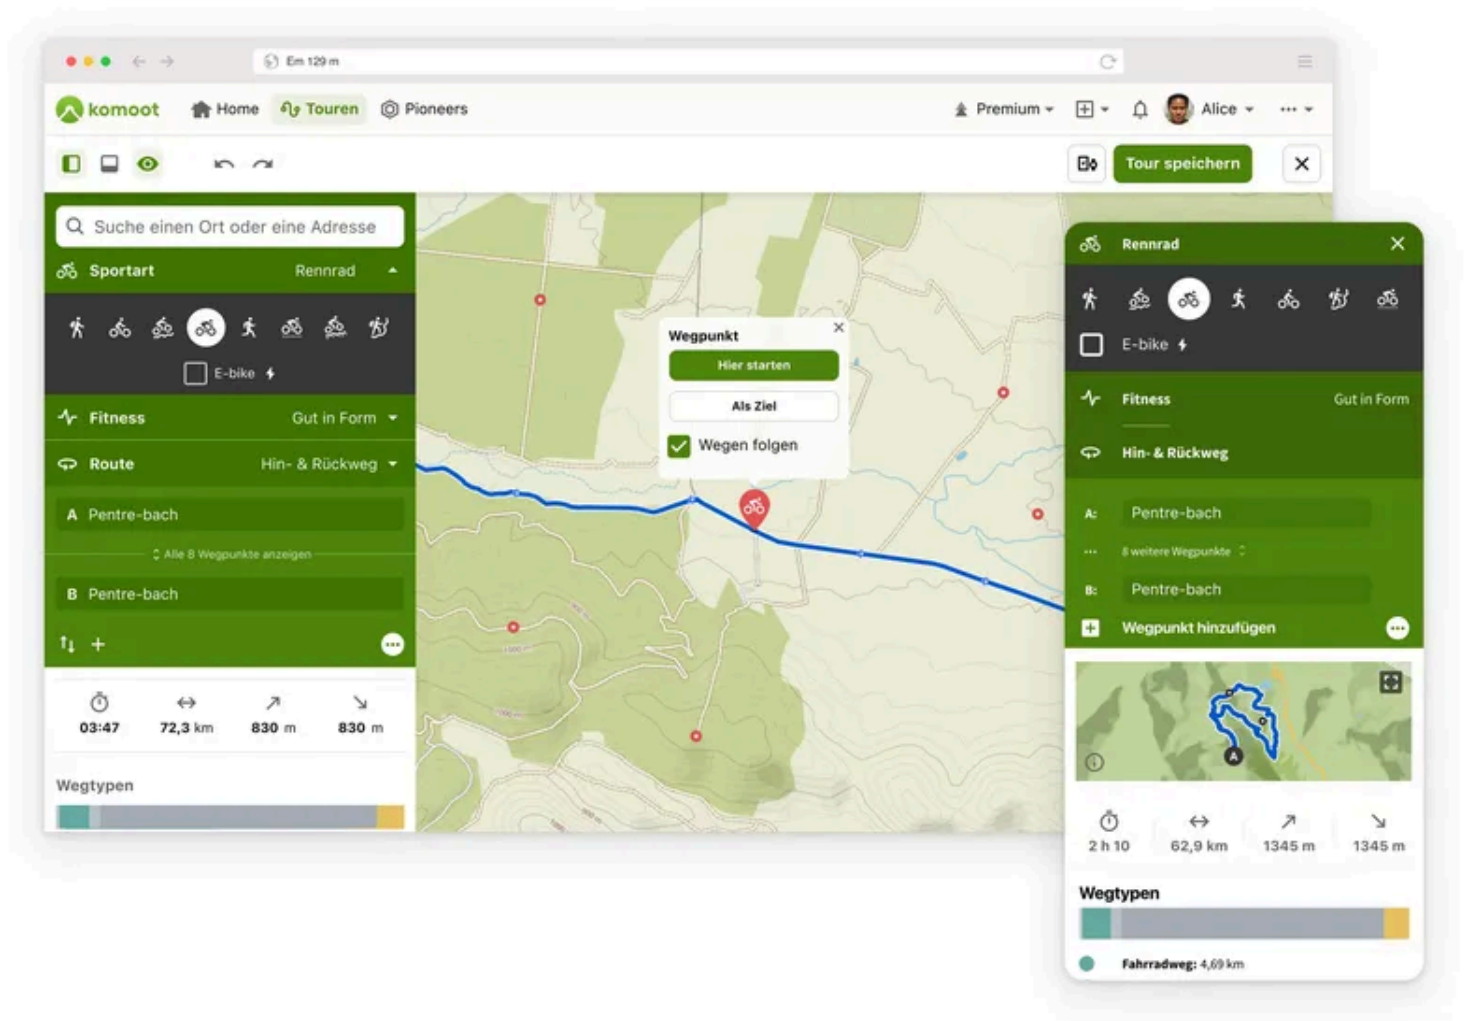 Em 129 m
komoot Home Touren Pioneers Premium Alice
Tour speichern
Suche einen Ort oder eine Adresse
Sportart Rennrad
E-bike
Fitness Gut in Form
Route Hin- & Rückweg
A Pentre-bach
Alle 8 Wegpunkte anzeigen
B Pentre-bach
03:47 72,3 km 830 m 830 m
Wegtypen
Wegpunkt
Hier starten
Als Ziel
Wegen folgen
Rennrad
E-bike
Fitness Gut in Form
Hin- & Rückweg
A: Pentre-bach
8 weitere Wegpunkte
B: Pentre-bach
Wegpunkt hinzufügen
A
2 h 10 62,9 km 1345 m 1345 m
Wegtypen
Fahrradweg: 4,69 km